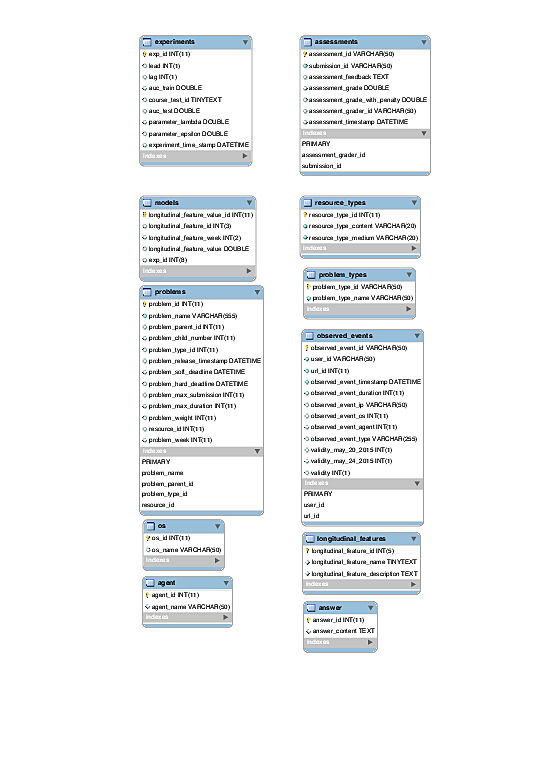 experiments
exp_id INT(11)
lead INT(1)
lag INT(1)
auc_train DOUBLE
course_test_id TINYTEXT
auc_test DOUBLE
parameter_lambda DOUBLE
parameter_epsilon DOUBLE
experiment_time_stamp DATETIME
Indexes
assessments
assessment_id VARCHAR(50)
submission_id VARCHAR(50)
assessment_feedback TEXT
assessment_grade DOUBLE
assessment_grade_with_penalty DOUBLE
assessment_grader_id VARCHAR(50)
assessment_timestamp DATETIME
Indexes
PRIMARY
assessment_grader_id
submission_id
models
longitudinal_feature_value_id INT(11)
longitudinal_feature_id INT(3)
longitudinal_feature_week INT(2)
longitudinal_feature_value DOUBLE
exp_id INT(8)
Indexes
resource_types
resource_type_id INT(11)
resource_type_content VARCHAR(20)
resource_type_medium VARCHAR(20)
Indexes
problem_types
problem_type_id VARCHAR(50)
problem_type_name VARCHAR(50)
Indexes
problems
problem_id INT(11)
problem_name VARCHAR(555)
problem_parent_id INT(11)
problem_child_number INT(11)
problem_type_id INT(11)
problem_release_timestamp DATETIME
problem_soft_deadline DATETIME
problem_hard_deadline DATETIME
problem_max_submission INT(11)
problem_max_duration INT(11)
problem_weight INT(11)
resource_id INT(11)
problem_week INT(11)
Indexes
PRIMARY
problem_name
problem_parent_id
problem_type_id
resource_id
observed_events
observed_event_id VARCHAR(50)
user_id VARCHAR(50)
url_id INT(11)
observed_event_timestamp DATETIME
observed_event_duration INT(11)
observed_event_ip VARCHAR(50)
observed_event_os INT(11)
observed_event_agent INT(11)
observed_event_type VARCHAR(255)
validity_may_20_2015 INT(1)
validity_may_24_2015 INT(1)
validity INT(1)
Indexes
PRIMARY
user_id
url_id
os
os_id INT(11)
os_name VARCHAR(50)
Indexes
longitudinal_features
longitudinal_feature_id INT(5)
longitudinal_feature_name TINYTEXT
longitudinal_feature_description TEXT
Indexes
agent
agent_id INT(11)
agent_name VARCHAR(50)
Indexes
answer
answer_id INT(11)
answer_content TEXT
Indexes